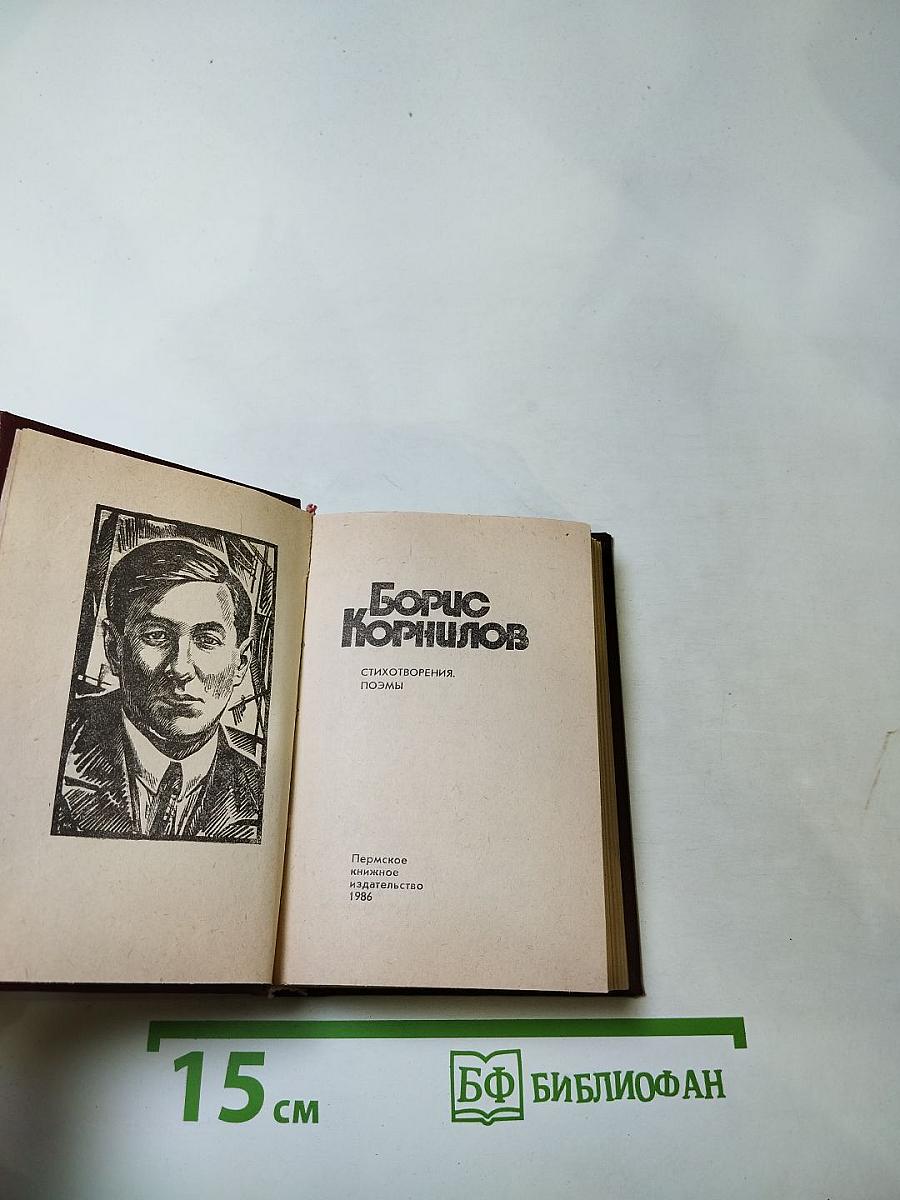 Борис
Корнилов
СТИХОТВОРЕНИЯ.
ПОЭМЫ
Пермское
книжное
издательство
1986
15 см
БФ БИБЛИОФАН